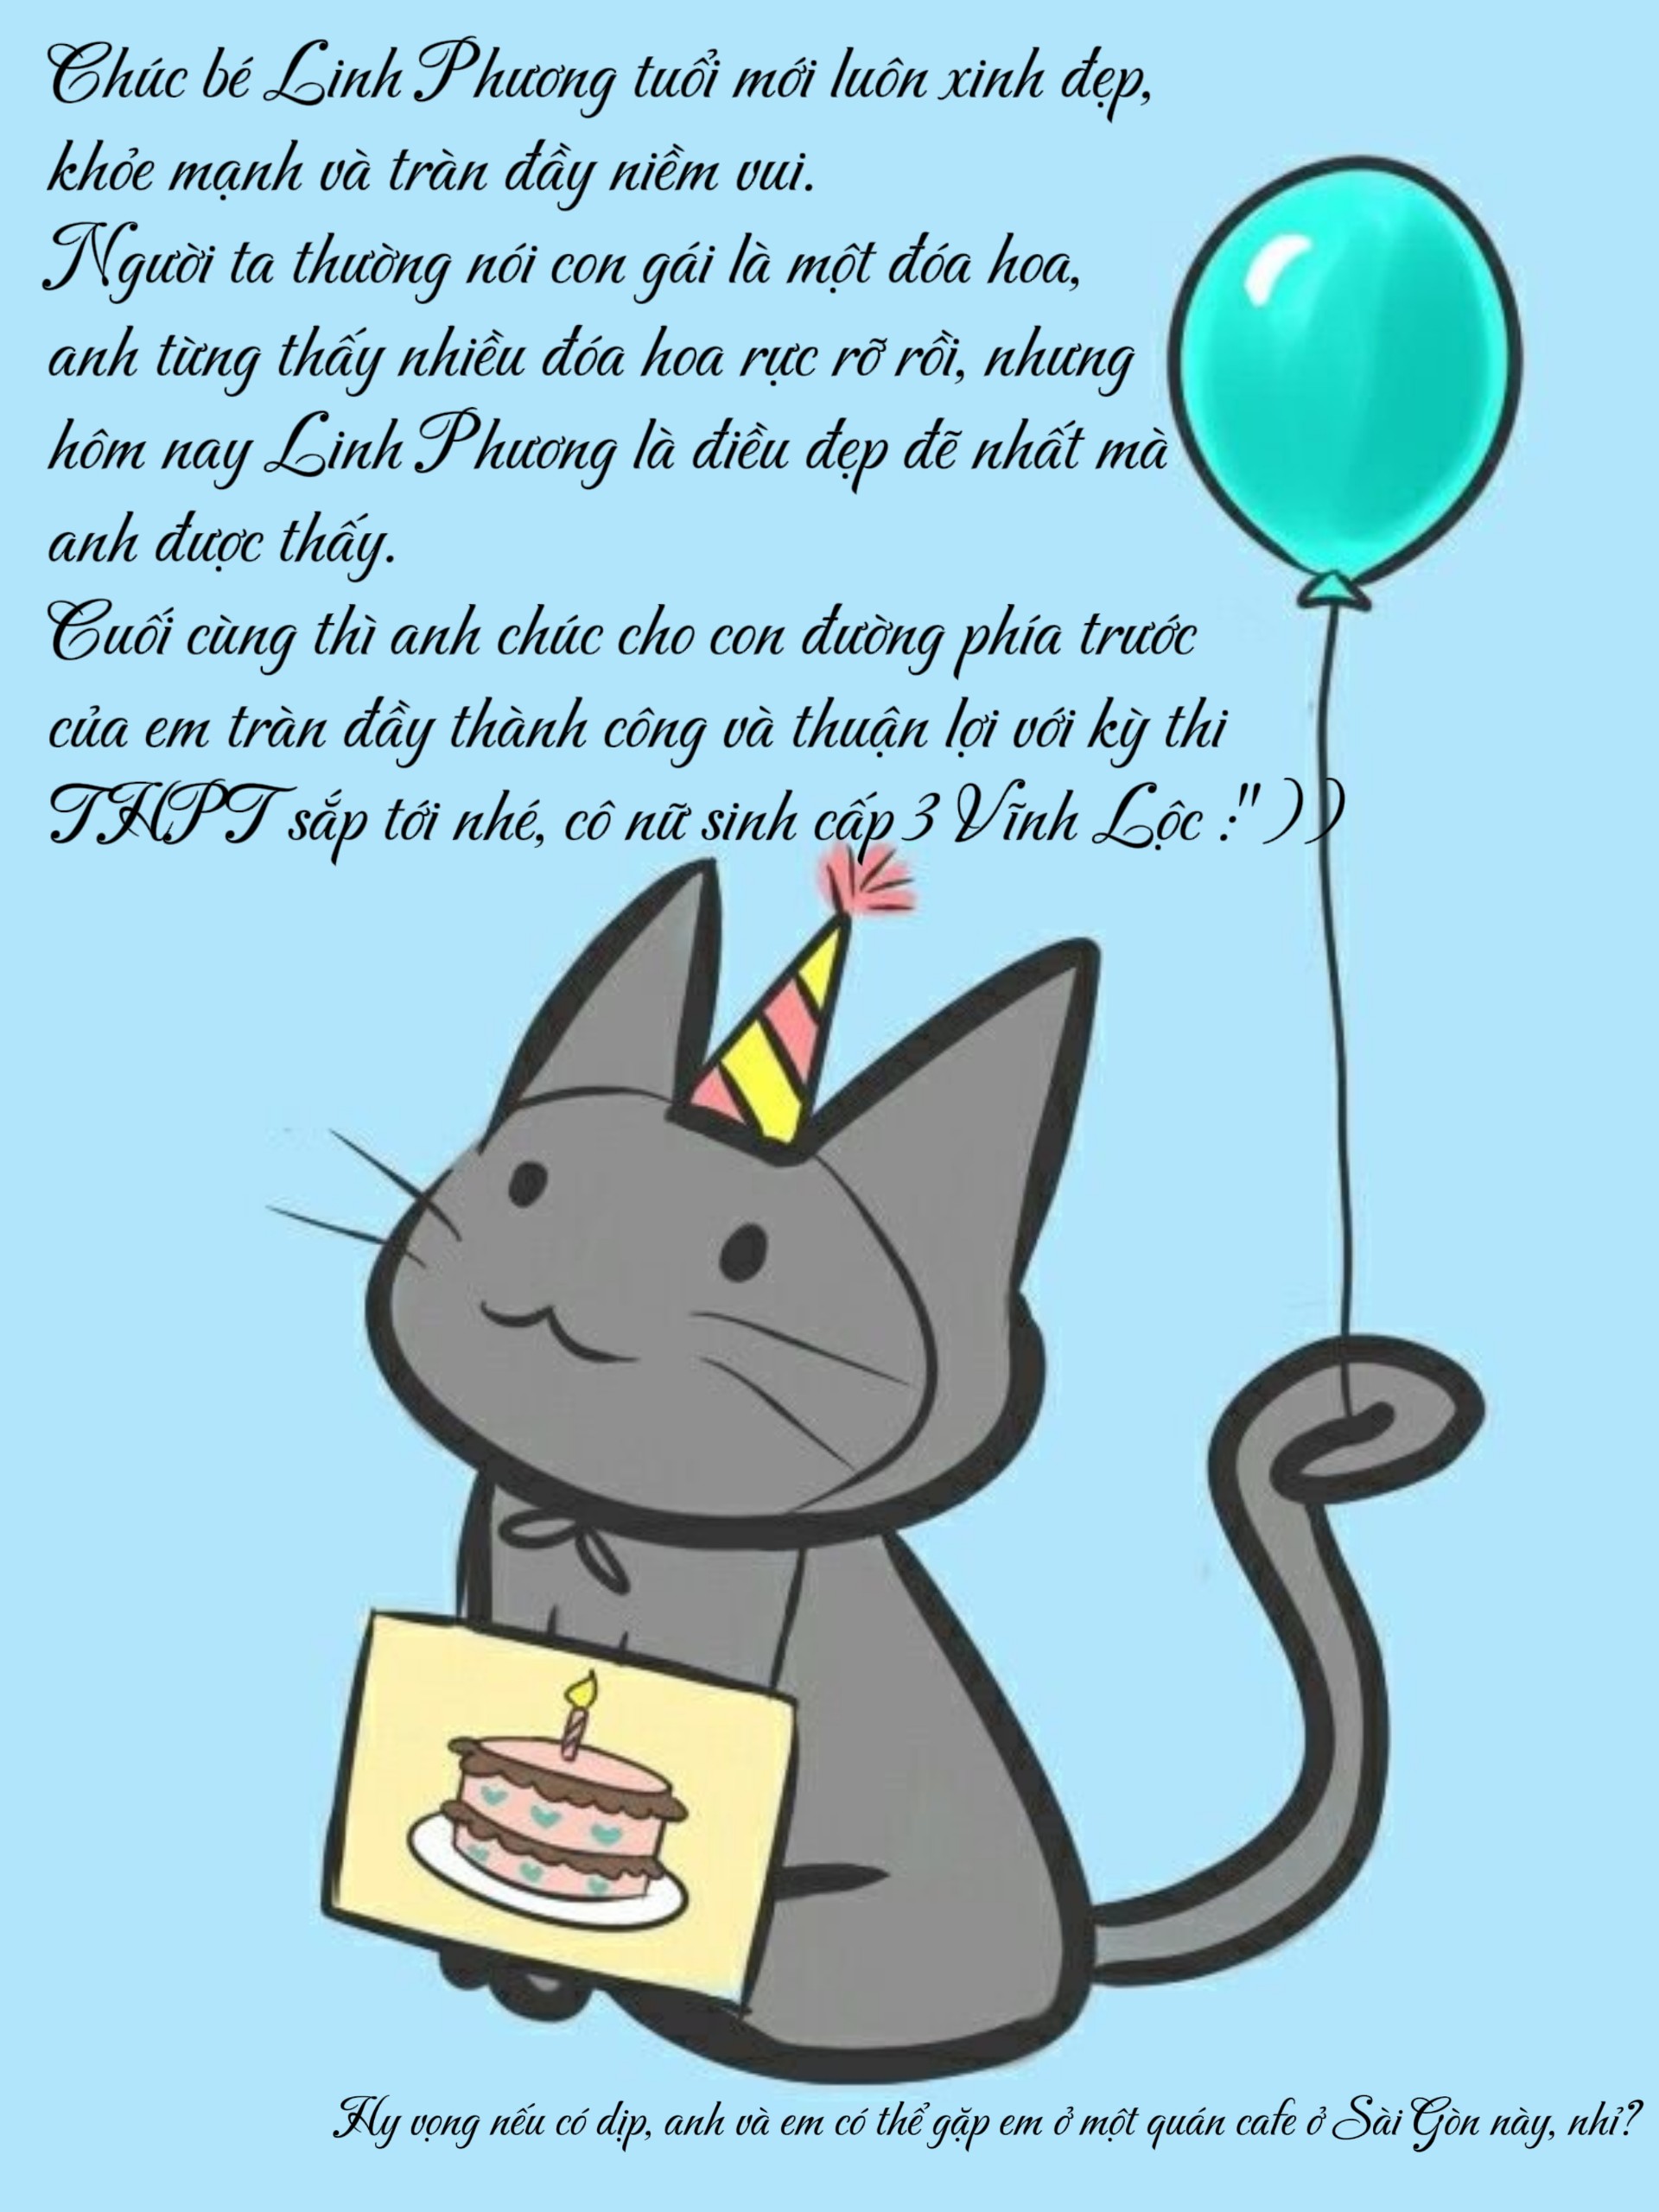 Chúc bé Linh Phương tuổi mới luôn xinh đẹp,
khỏe mạnh và tràn đầy niềm vui.
Người ta thường nói con gái là một đóa hoa,
anh từng thấy nhiều đóa hoa rực rỡ rồi, nhưng
hôm nay Linh Phương là điều đẹp đẽ nhất mà
anh được thấy.
Cuối cùng thì anh chúc cho con đường phía trước
của em tràn đầy thành công và thuận lợi với kỳ thi
THPT sắp tới nhé, cô nữ sinh cấp 3 Vĩnh Lộc :"))
Hy vọng nếu có dịp, anh và em có thể gặp em ở một quán cafe ở Sài Gòn này, nhỉ?